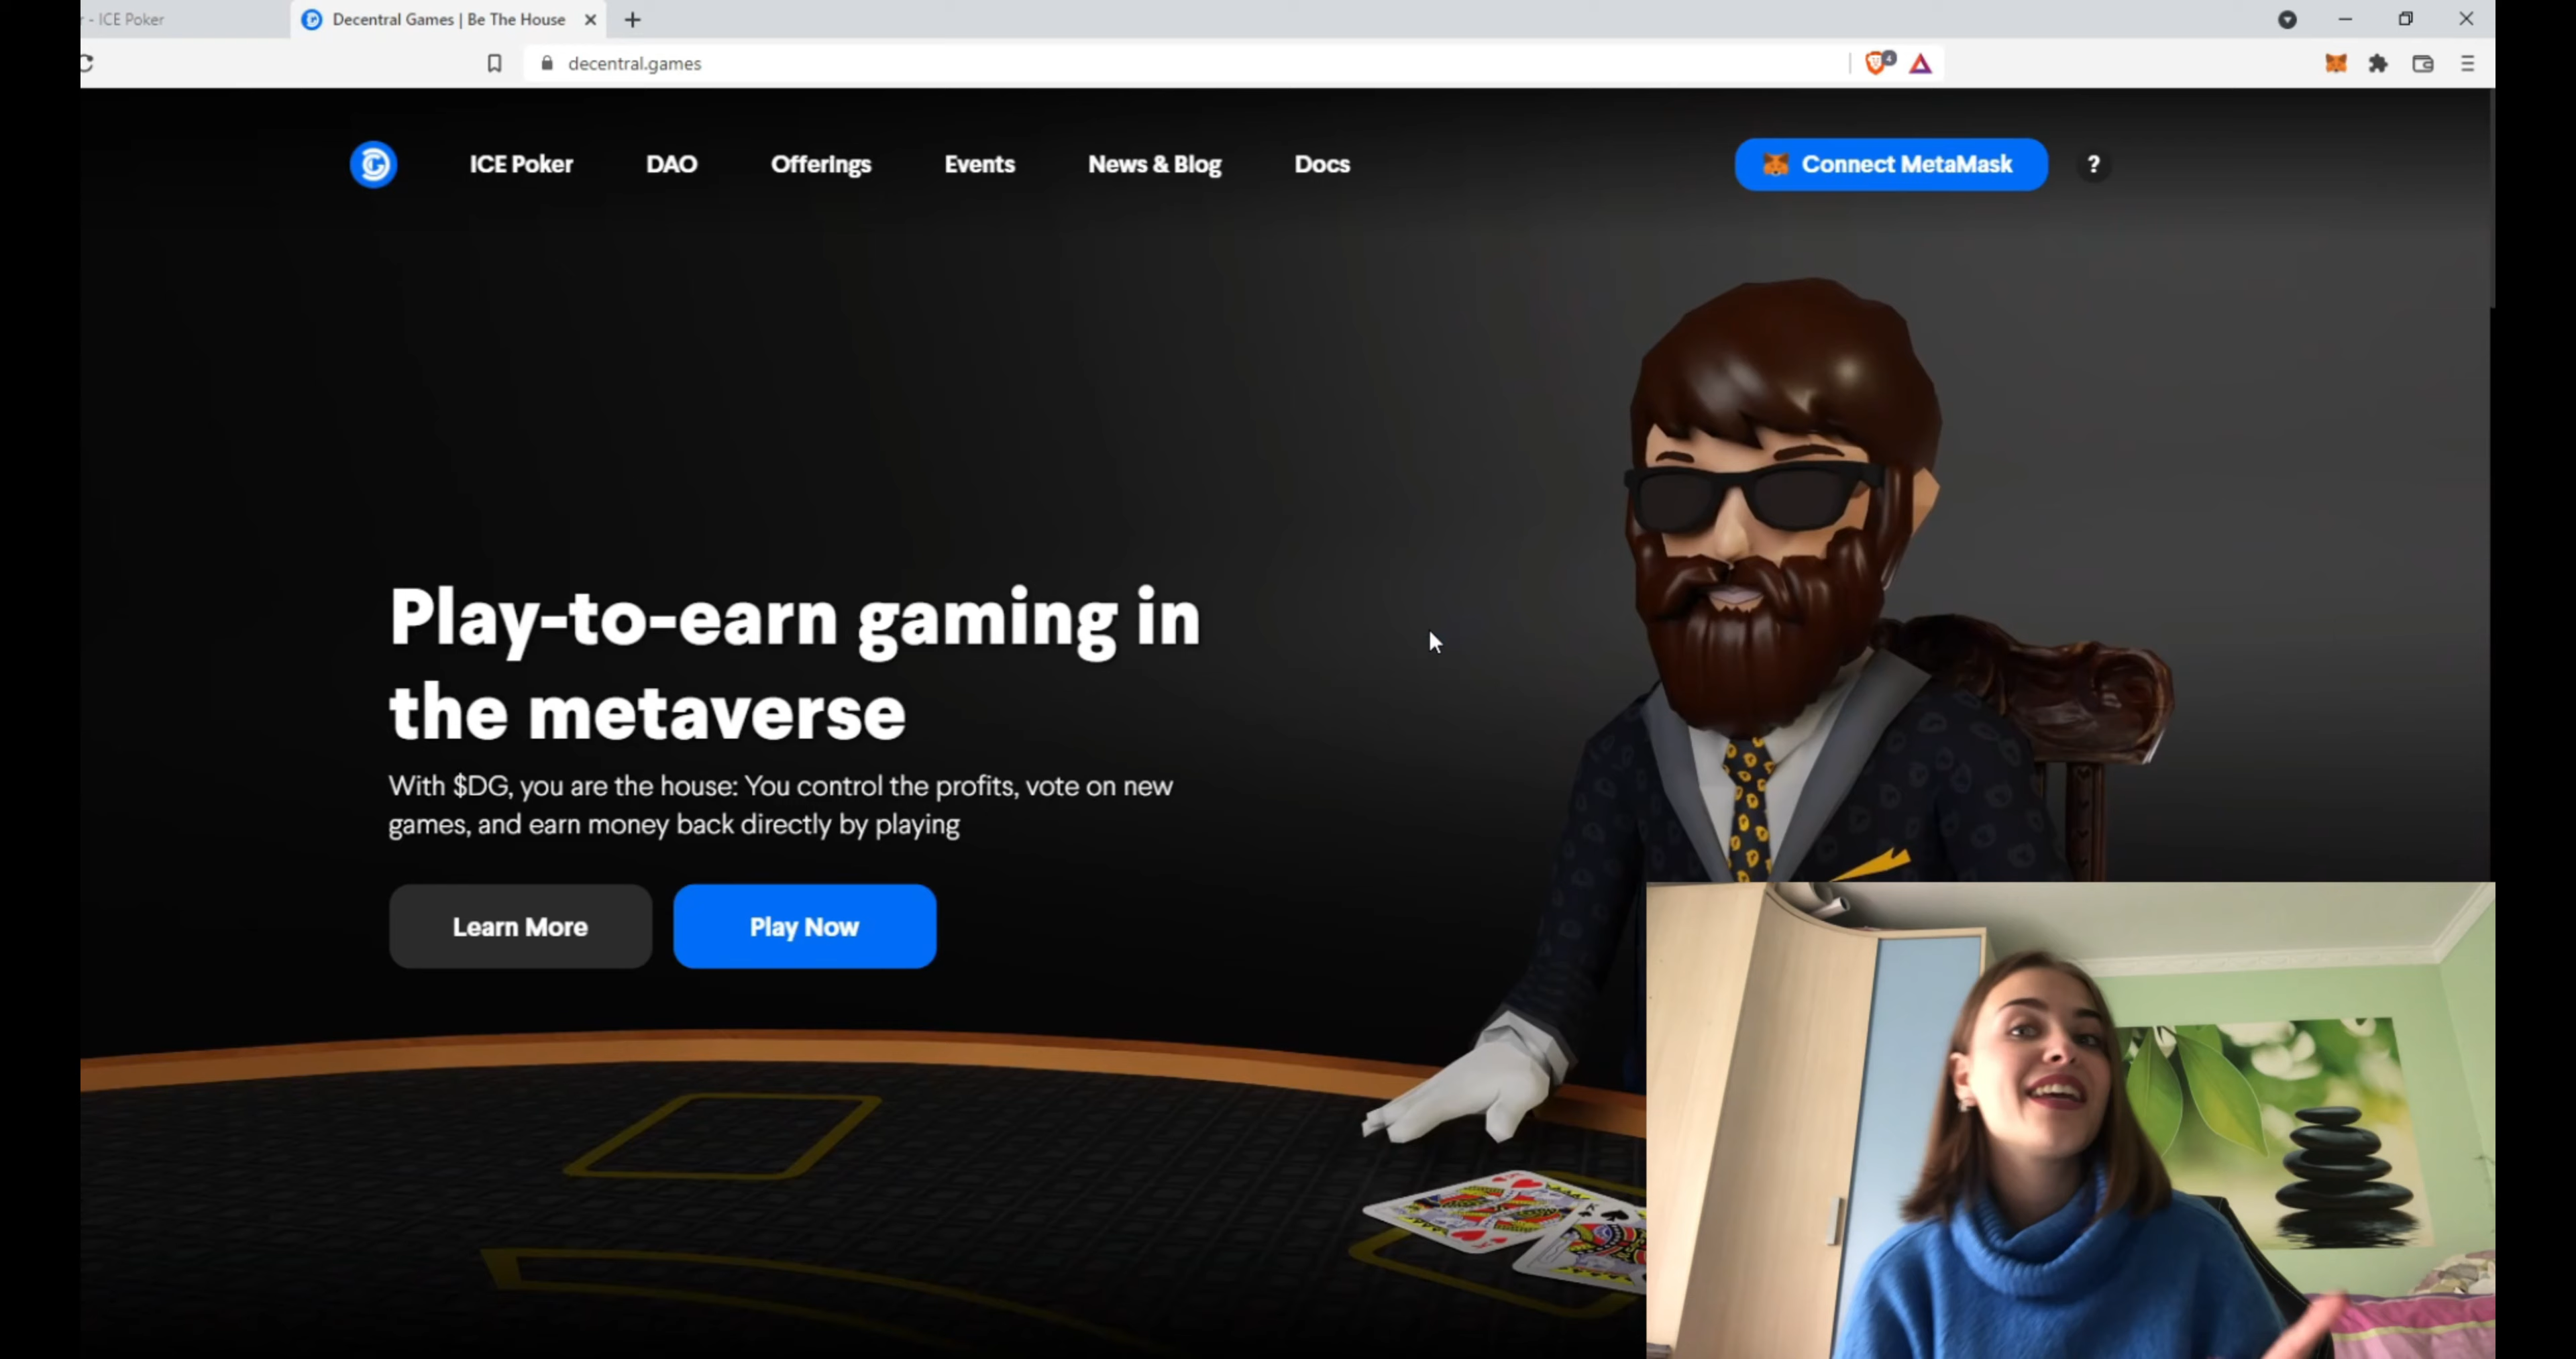 - ICE Poker
Decentral Games | Be The House
decentral.games
4
ICE Poker
DAO
Offerings
Events
News & Blog
Docs
Connect MetaMask
?
Play-to-earn gaming in
the metaverse
With $DG, you are the house: You control the profits, vote on new
games, and earn money back directly by playing
Learn More
Play Now